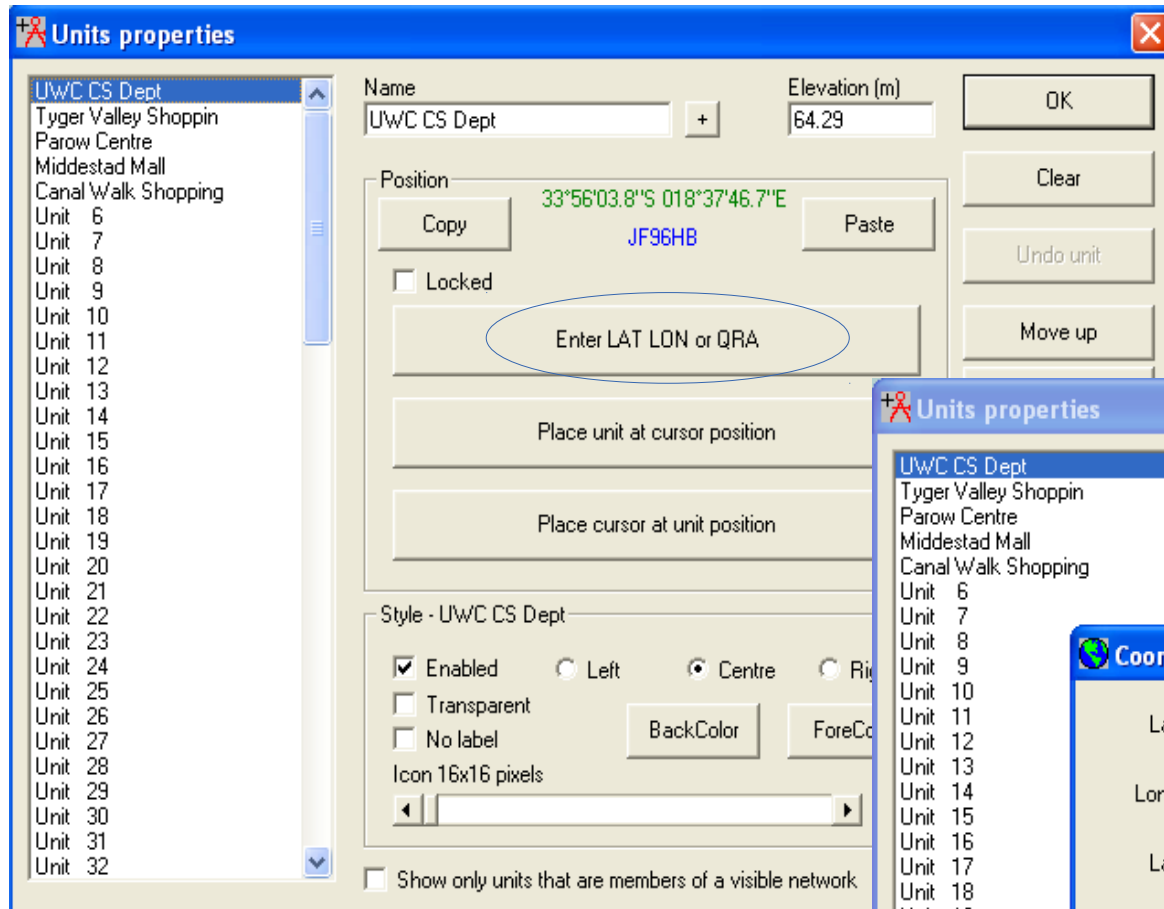 Units properties
UWC CS Dept
Tyger Valley Shoppin
Parow Centre
Middestad Mall
Canal Walk Shopping
Unit 6
Unit 7
Unit 8
Unit 9
Unit 10
Unit 11
Unit 12
Unit 13
Unit 14
Unit 15
Unit 16
Unit 17
Unit 18
Unit 19
Unit 20
Unit 21
Unit 22
Unit 23
Unit 24
Unit 25
Unit 26
Unit 27
Unit 28
Unit 29
Unit 30
Unit 31
Unit 32
Name
UWC CS Dept
+
Elevation (m)
64.29
Position
33°56'03.8"S 018°37'46.7"E
Copy
JF96HB
Paste
Locked
Enter LAT LON or QRA
Place unit at cursor position
Place cursor at unit position
Style - UWC CS Dept
Enabled
Left
Centre
Transparent
No label
BackColor
Icon 16x16 pixels
Show only units that are members of a visible network
OK
Clear
Undo unit
Move up
Units properties
UWC CS Dept
Tyger Valley Shoppin
Parow Centre
Middestad Mall
Canal Walk Shopping
Unit 6
Unit 7
Unit 8
Unit 9
Unit 10
Unit 11
Unit 12
Unit 13
Unit 14
Unit 15
Unit 16
Unit 17
Unit 18